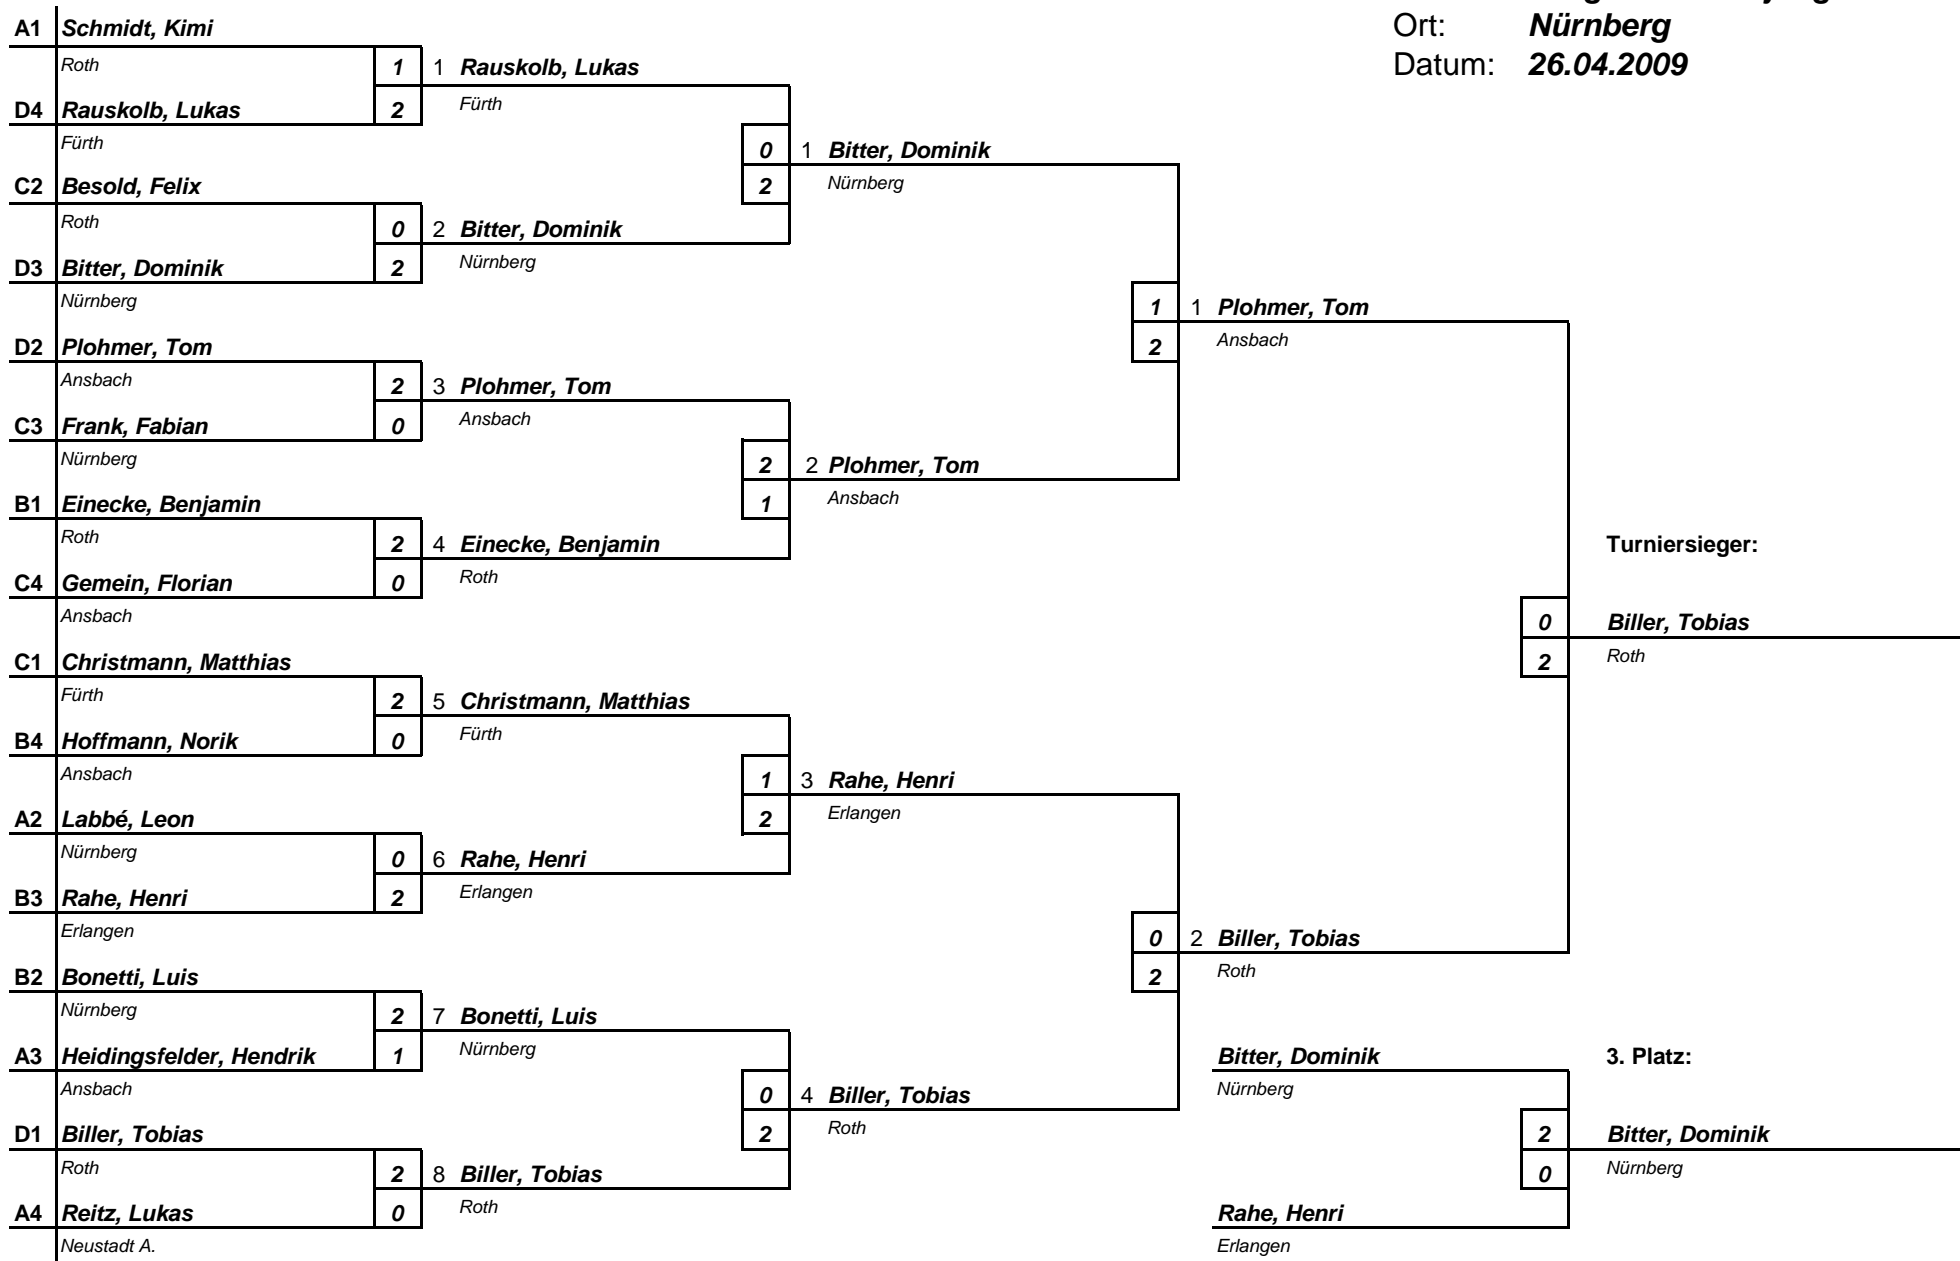 A1 Schmidt, Kimi
Roth
1
D4 Rauskolb, Lukas
2
Fürth
C2 Besold, Felix
Roth
0
D3 Bitter, Dominik
2
Nürnberg
D2 Plohmer, Tom
Ansbach
2
C3 Frank, Fabian
0
Nürnberg
B1 Einecke, Benjamin
Roth
2
C4 Gemein, Florian
0
Ansbach
C1 Christmann, Matthias
Fürth
2
B4 Hoffmann, Norik
0
Ansbach
A2 Labbé, Leon
Nürnberg
0
B3 Rahe, Henri
2
Erlangen
B2 Bonetti, Luis
Nürnberg
2
A3 Heidingsfelder, Hendrik
1
Ansbach
D1 Biller, Tobias
Roth
2
A4 Reitz, Lukas
0
Neustadt A.
1 Rauskolb, Lukas
Fürth
0
2
2 Bitter, Dominik
Nürnberg
3 Plohmer, Tom
Ansbach
2
1
4 Einecke, Benjamin
Roth
5 Christmann, Matthias
Fürth
1
2
6 Rahe, Henri
Erlangen
7 Bonetti, Luis
Nürnberg
0
2
8 Biller, Tobias
Roth
1 Bitter, Dominik
Nürnberg
1
2
2 Plohmer, Tom
Ansbach
3 Rahe, Henri
Erlangen
0
2
4 Biller, Tobias
Roth
Ort: Nürnberg
Datum: 26.04.2009
1 Plohmer, Tom
Ansbach
0
2
2 Biller, Tobias
Roth
Turniersieger:
Biller, Tobias
Roth
Bitter, Dominik
Nürnberg
2
0
Rahe, Henri
Erlangen
3. Platz:
Bitter, Dominik
Nürnberg